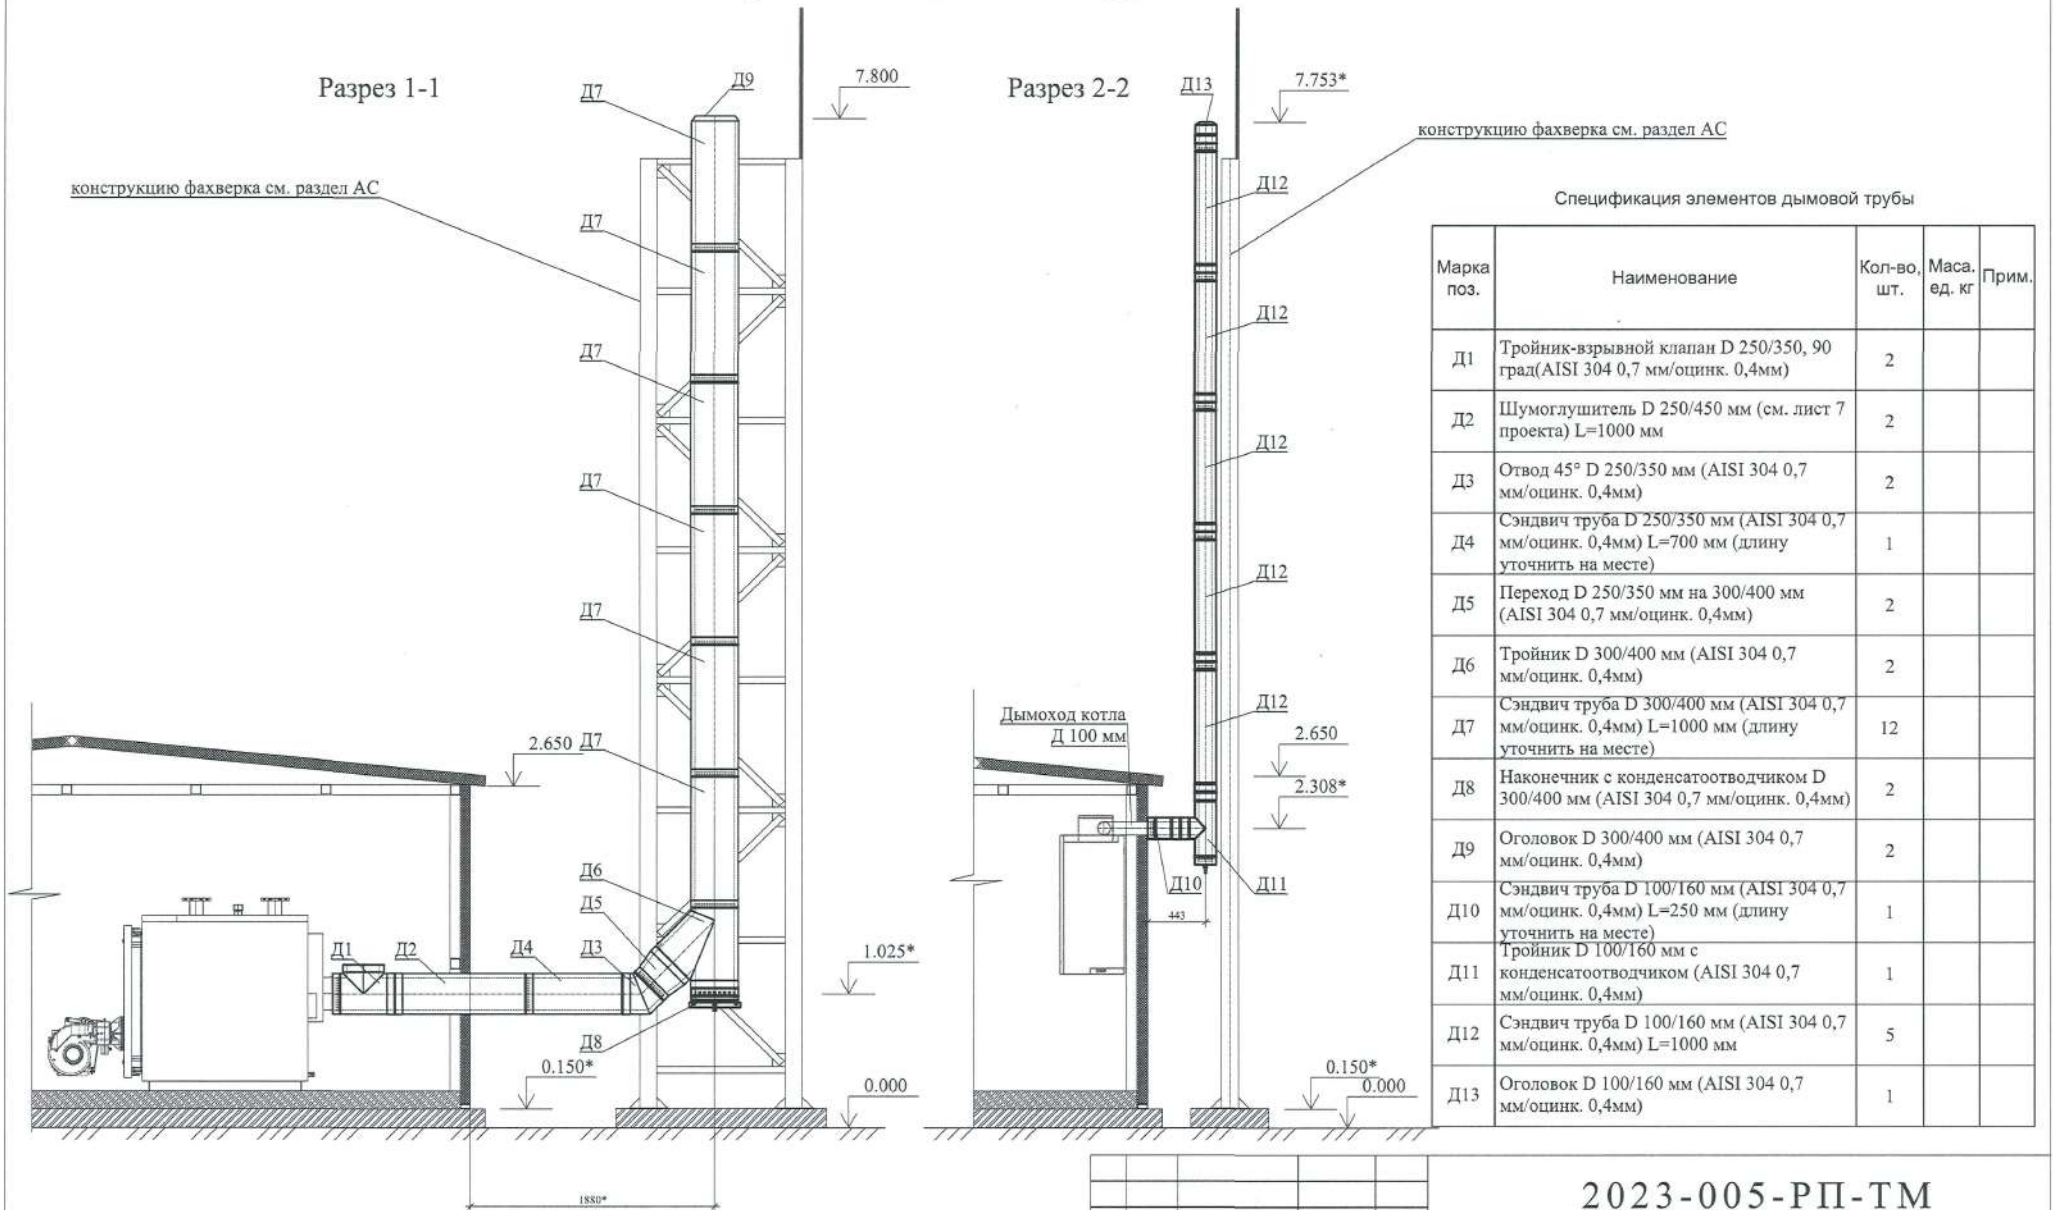 Разрез 1-1
Д7
Д9
7.800
конструкцию фахверка см. раздел АС
Д7
Д7
Д7
Д7
2.650
Д7
Д6
Д5
Д1
Д2
Д4
Д3
1.025*
Д8
0.150*
0.000
1880*
Разрез 2-2
Д13
7.753*
конструкцию фахверка см. раздел АС
Д12
Д12
Д12
Д12
Д12
Дымоход котла
Д 100 мм
2.650
2.308*
Д10
Д11
443
0.150*
0.000
Спецификация элементов дымовой трубы
Марка поз.
Наименование
Кол-во, шт.
Маса. ед. кг
Прим.
Д1
Тройник-взрывной клапан D 250/350, 90
град(AISI 304 0,7 мм/оцинк. 0,4мм)
2
Д2
Шумоглушитель D 250/450 мм (см. лист 7
проекта) L=1000 мм
2
Д3
Отвод 45° D 250/350 мм (AISI 304 0,7
мм/оцинк. 0,4мм)
2
Д4
Сэндвич труба D 250/350 мм (AISI 304 0,7
мм/оцинк. 0,4мм) L=700 мм (длину
уточнить на месте)
1
Д5
Переход D 250/350 мм на 300/400 мм
(AISI 304 0,7 мм/оцинк. 0,4мм)
2
Д6
Тройник D 300/400 мм (AISI 304 0,7
мм/оцинк. 0,4мм)
2
Д7
Сэндвич труба D 300/400 мм (AISI 304 0,7
мм/оцинк. 0,4мм) L=1000 мм (длину
уточнить на месте)
12
Д8
Наконечник с конденсатоотводчиком D
300/400 мм (AISI 304 0,7 мм/оцинк. 0,4мм)
2
Д9
Оголовок D 300/400 мм (AISI 304 0,7
мм/оцинк. 0,4мм)
2
Д10
Сэндвич труба D 100/160 мм (AISI 304 0,7
мм/оцинк. 0,4мм) L=250 мм (длину
уточнить на месте)
1
Д11
Тройник D 100/160 мм с
конденсатоотводчиком (AISI 304 0,7
мм/оцинк. 0,4мм)
1
Д12
Сэндвич труба D 100/160 мм (AISI 304 0,7
мм/оцинк. 0,4мм) L=1000 мм
5
Д13
Оголовок D 100/160 мм (AISI 304 0,7
мм/оцинк. 0,4мм)
1
2023-005-РП-ТМ